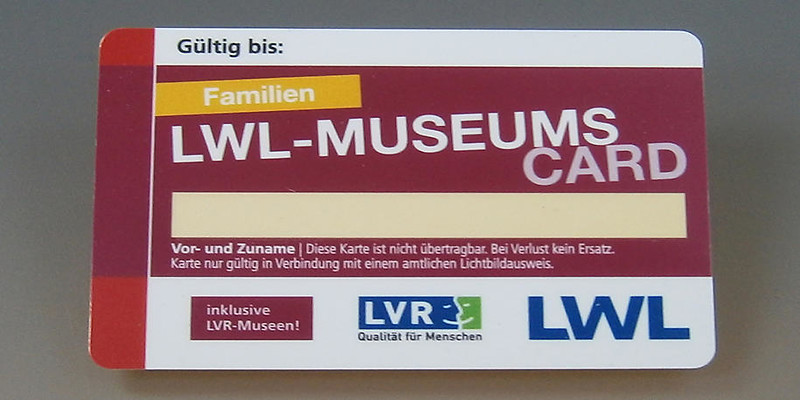 Gültig bis:
Familien
LWL-MUSEUMS
CARD
Vor- und Zuname | Diese Karte ist nicht übertragbar. Bei Verlust kein Ersatz.
Karte nur gültig in Verbindung mit einem amtlichen Lichtbildausweis.
inklusive
LVR-Museen!
LVR
Qualität für Menschen
LWL